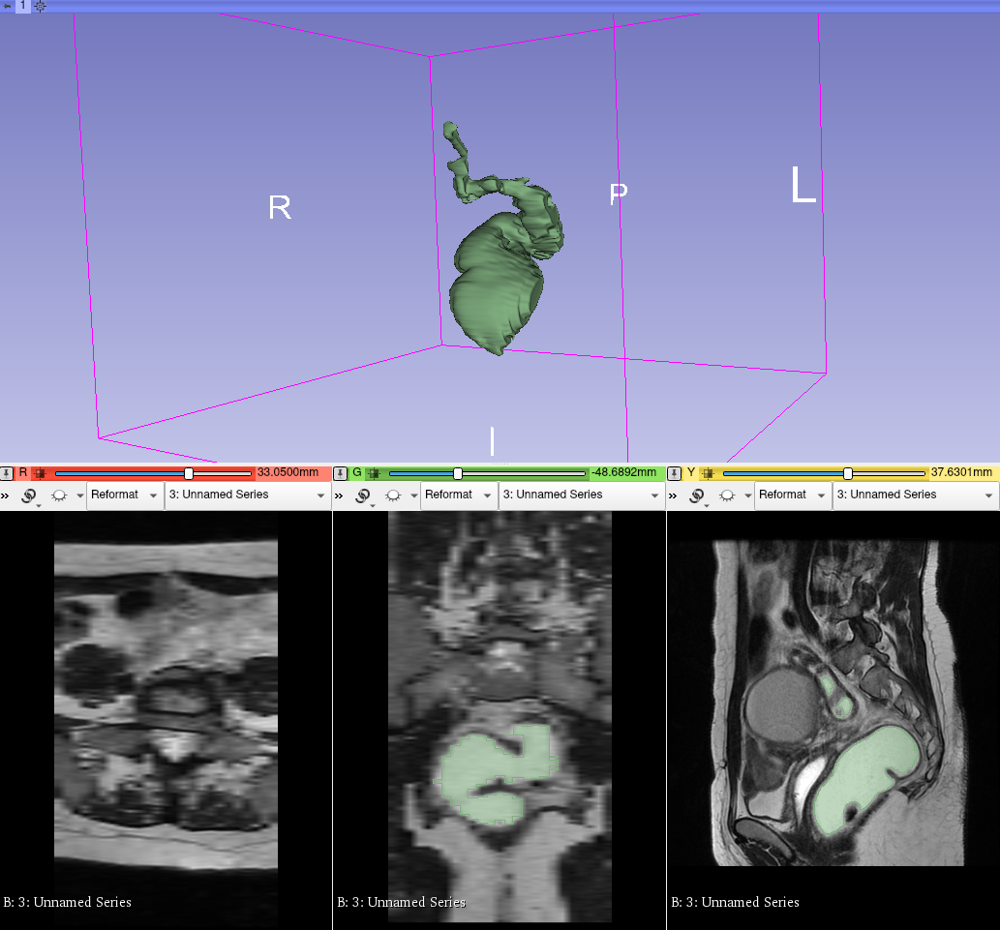 1
R
P
L
I
R
33.0500mm
G
-48.6892mm
Y
37.6301mm
»
Reformat
3: Unnamed Series
»
Reformat
3: Unnamed Series
»
Reformat
3: Unnamed Series
B: 3: Unnamed Series
B: 3: Unnamed Series
B: 3: Unnamed Series